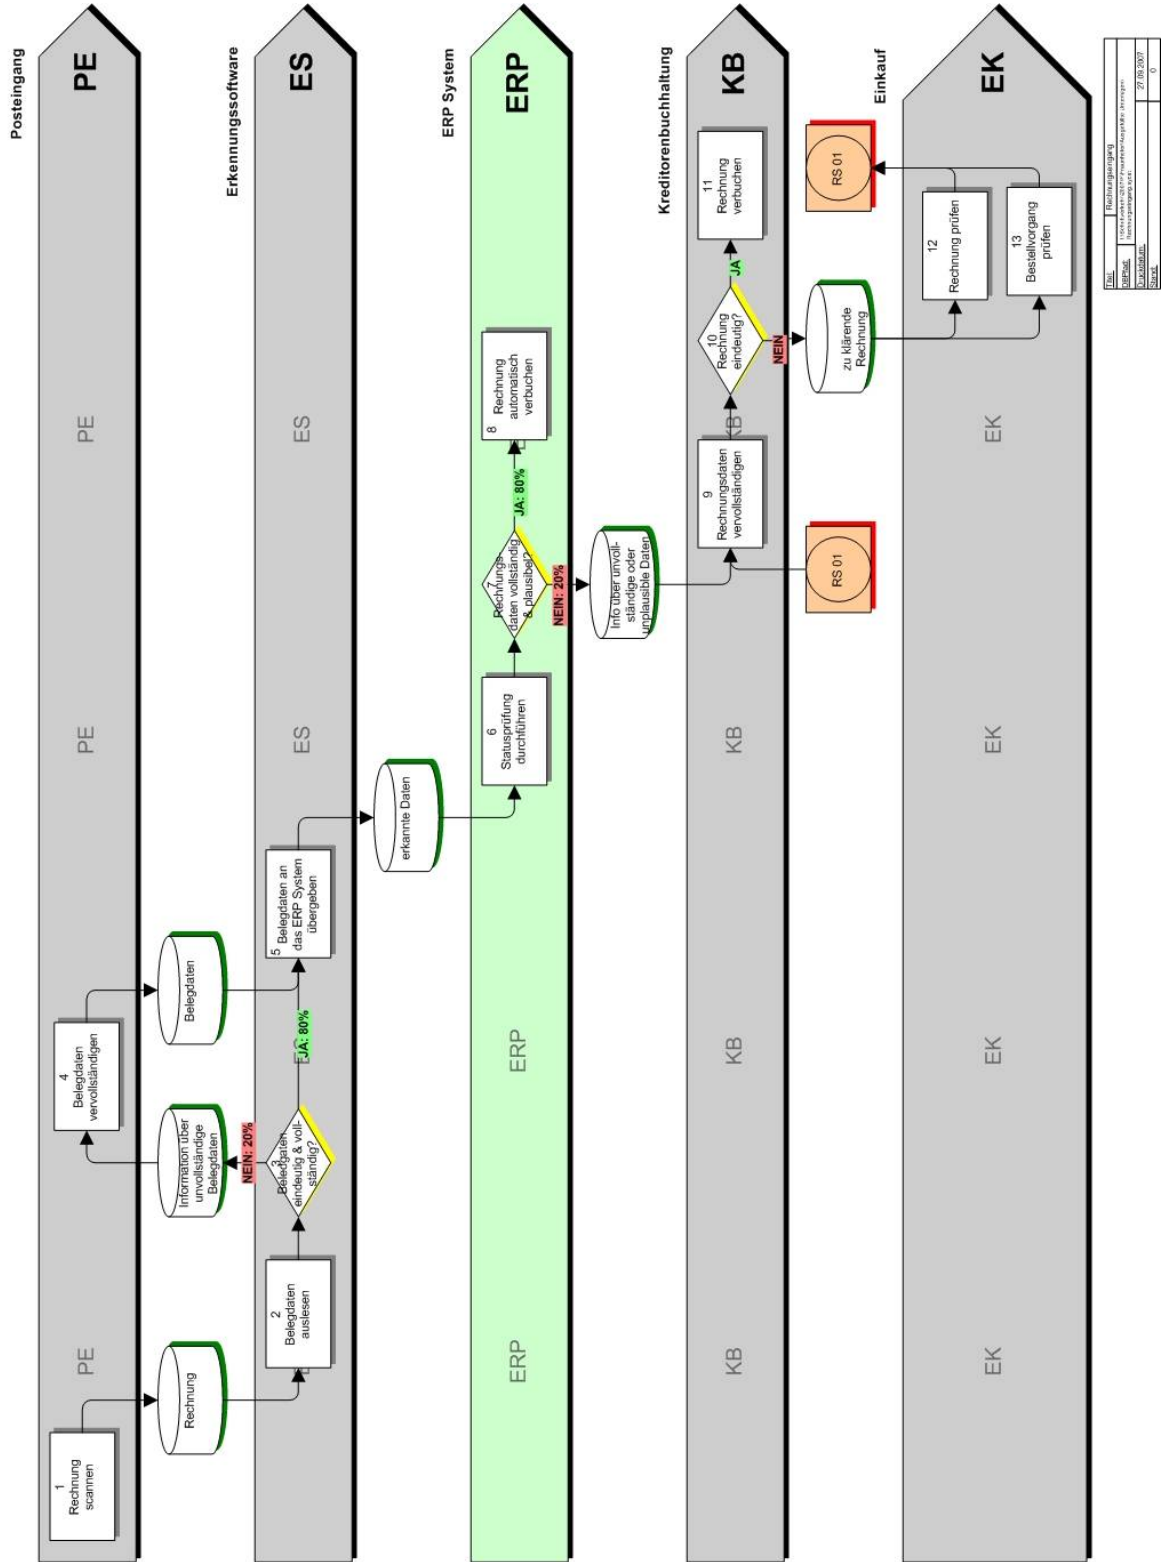 Posteingang
PE
PE
PE
PE
1
Rechnung
scannen
Rechnung
4
Belegdaten
vervollständigen
Information über
unvollständige
Belegdaten
Belegdaten
Erkennungssoftware
ES
ES
ES
ES
2
Belegdaten
auslesen
3
Belegdaten
eindeutig & voll-
ständig?
NEIN: 20%
JA: 80%
5
Belegdaten an
das ERP System
übergeben
erkannte Daten
ERP System
ERP
ERP
ERP
6
Statusprüfung
durchführen
7
Rechnungs-
daten vollständig
& plausibel?
JA: 80%
NEIN: 20%
8
Rechnung
automatisch
verbuchen
Info über unvoll-
ständige oder
unplausible Daten
Kreditorenbuchhaltung
KB
KB
KB
KB
KB
9
Rechnungsdaten
vervollständigen
10
Rechnung
eindeutig?
JA
NEIN
11
Rechnung
verbuchen
RS 01
zu klärende
Rechnung
RS 01
Einkauf
EK
EK
EK
EK
EK
12
Rechnung prüfen
13
Bestellvorgang
prüfen
Titel: Rechnungseingang
Druckdatum: 27.09.2007
Stand: 0